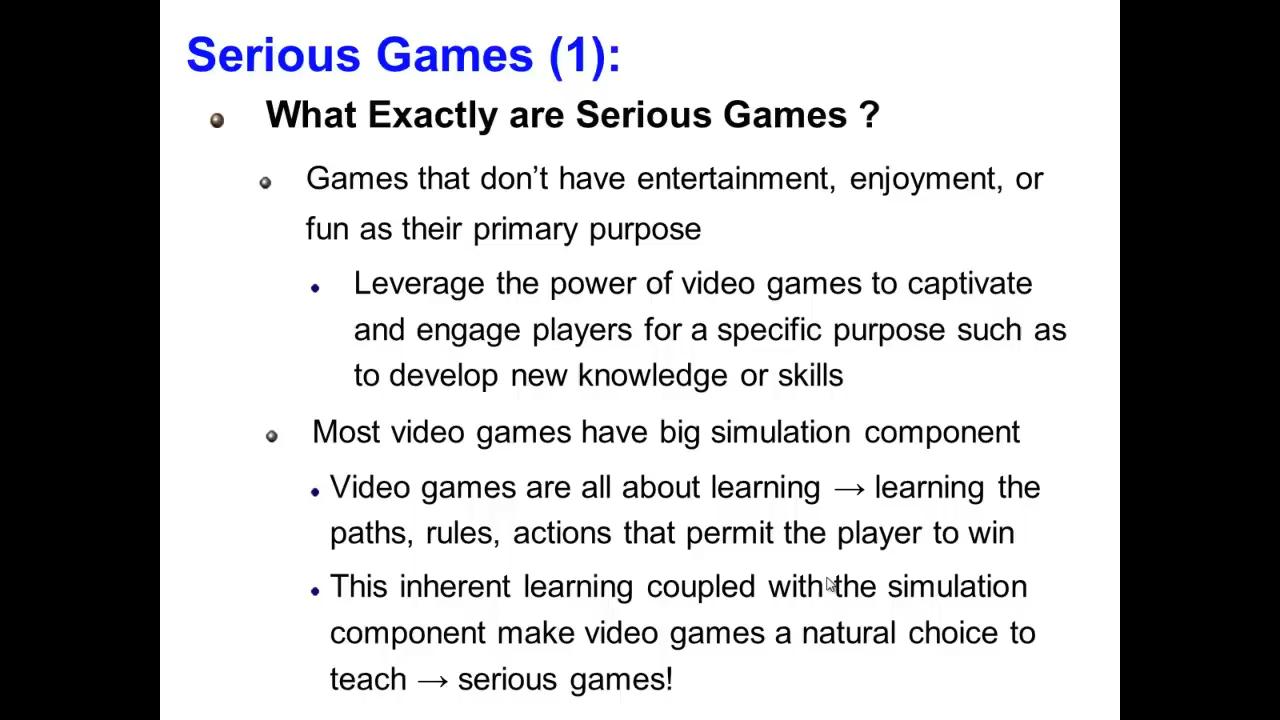 Serious Games (1):
What Exactly are Serious Games ?
Games that don’t have entertainment, enjoyment, or
fun as their primary purpose
Leverage the power of video games to captivate
and engage players for a specific purpose such as
to develop new knowledge or skills
Most video games have big simulation component
Video games are all about learning → learning the
paths, rules, actions that permit the player to win
This inherent learning coupled with the simulation
component make video games a natural choice to
teach → serious games!